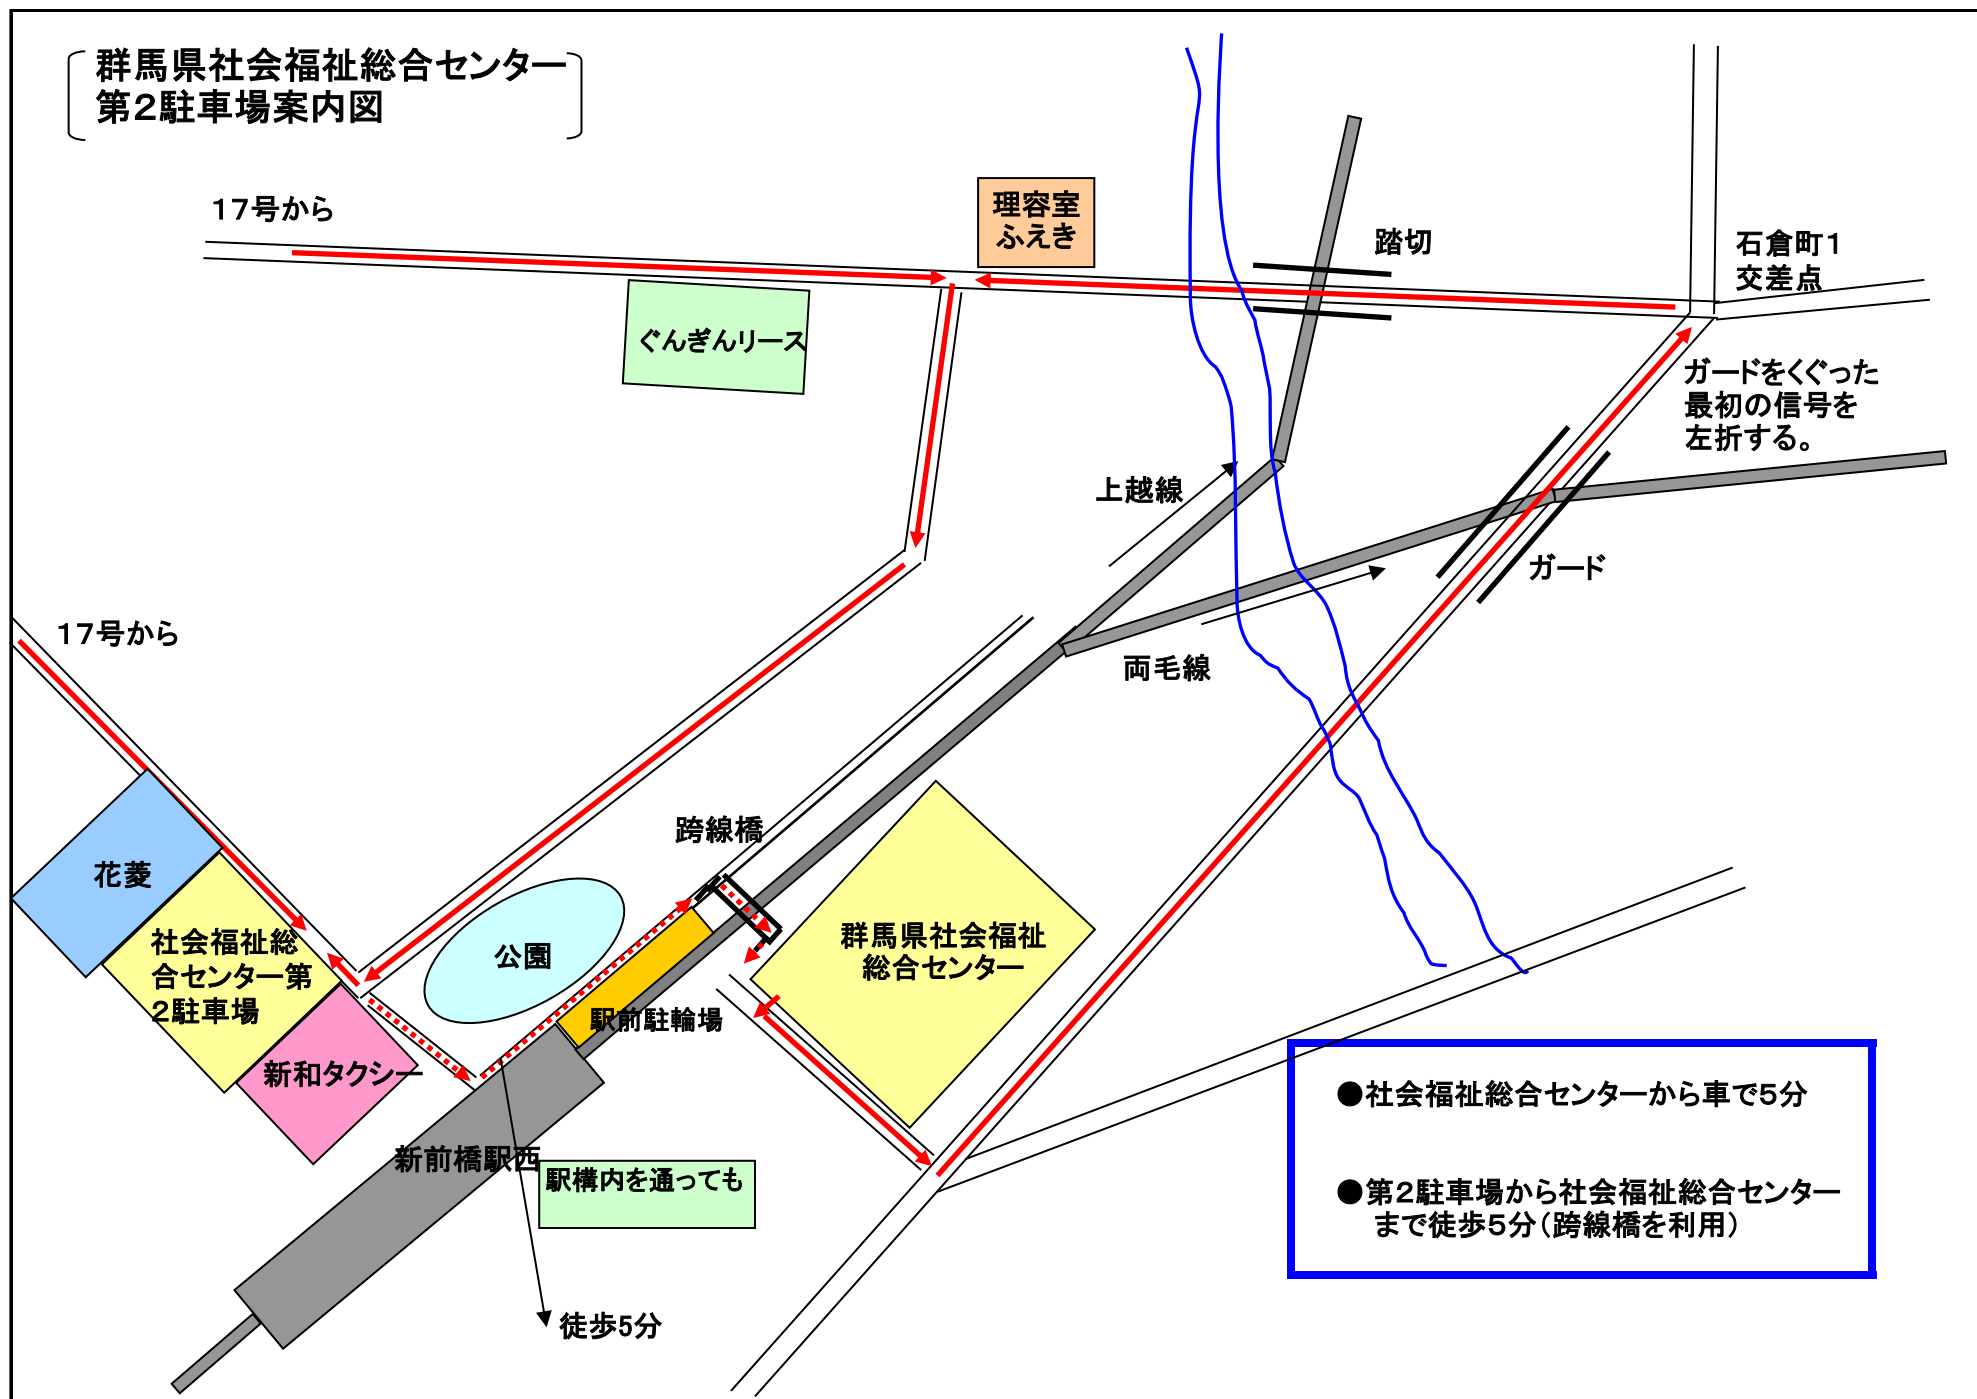 群馬県社会福祉総合センター
第2駐車場案内図
17号から
理容室
ふえき
踏切
石倉町1
交差点
ぐんぎんリース
ガードをくぐった
最初の信号を
左折する。
上越線
ガード
17号から
両毛線
跨線橋
花菱
社会福祉総
合センター第
2駐車場
公園
群馬県社会福祉
総合センター
駅前駐輪場
新和タクシー
新前橋駅西
駅構内を通っても
●社会福祉総合センターから車で5分
●第2駐車場から社会福祉総合センター
まで徒歩5分(跨線橋を利用)
徒歩5分